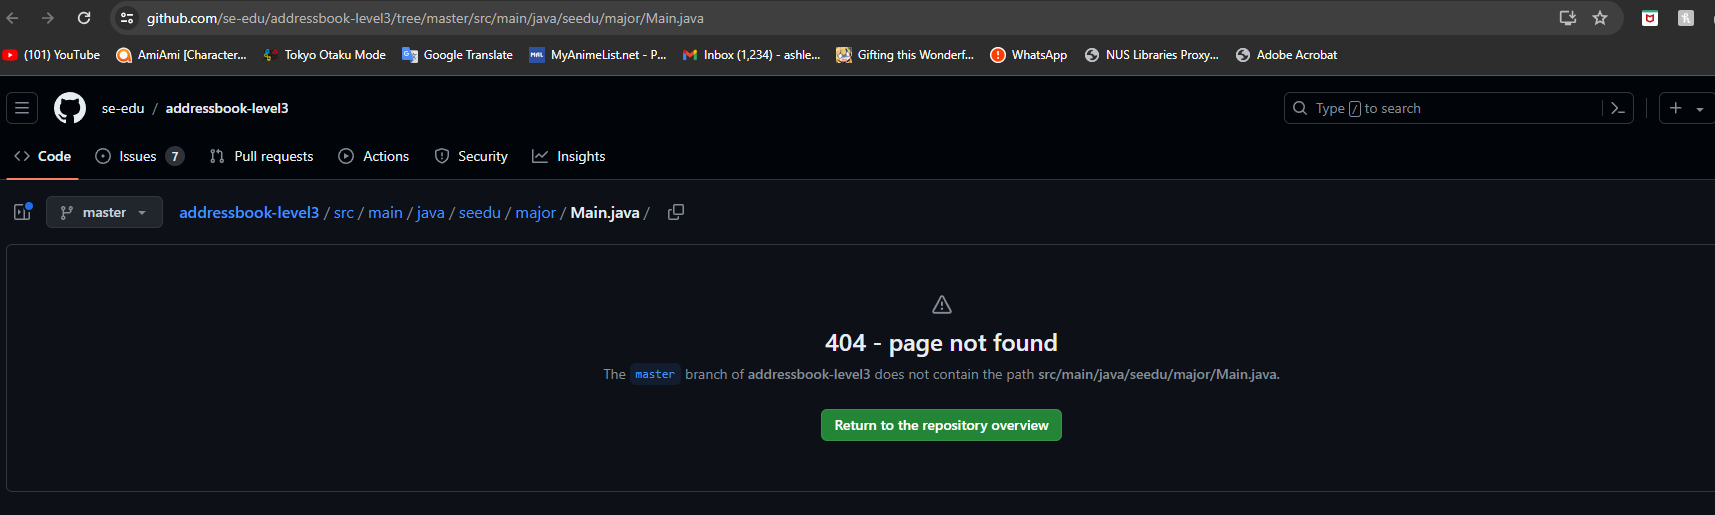 github.com/se-edu/addressbook-level3/tree/master/src/main/java/seedu/major/Main.java
(101) YouTube AmiAmi [Character... Tokyo Otaku Mode Google Translate MAL MyAnimeList.net - P... Inbox (1,234) - ashle... Gifting this Wonderf... WhatsApp NUS Libraries Proxy... Adobe Acrobat
se-edu / addressbook-level3 Type / to search
Code Issues 7 Pull requests Actions Security Insights
master addressbook-level3 / src / main / java / seedu / major / Main.java /
404 - page not found
The master branch of addressbook-level3 does not contain the path src/main/java/seedu/major/Main.java.
Return to the repository overview